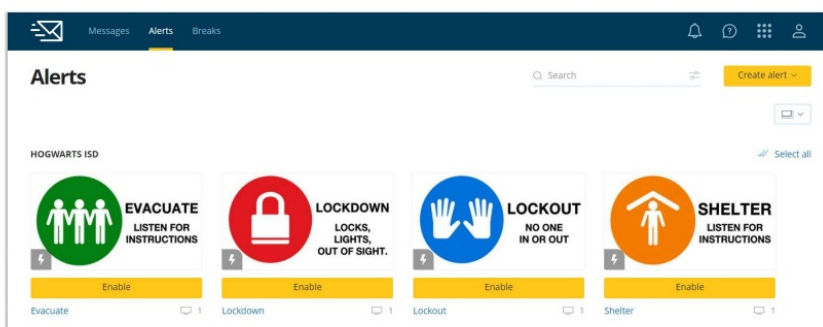 Messages Alerts Breaks
Alerts
Search
Create alert
HOGWARTS ISD
Select all
EVACUATE
LISTEN FOR
INSTRUCTIONS
LOCKDOWN
LOCKS,
LIGHTS,
OUT OF SIGHT.
LOCKOUT
NO ONE
IN OR OUT
SHELTER
LISTEN FOR
INSTRUCTIONS
Enable
Enable
Enable
Enable
Evacuate 1
Lockdown 1
Lockout 1
Shelter 1